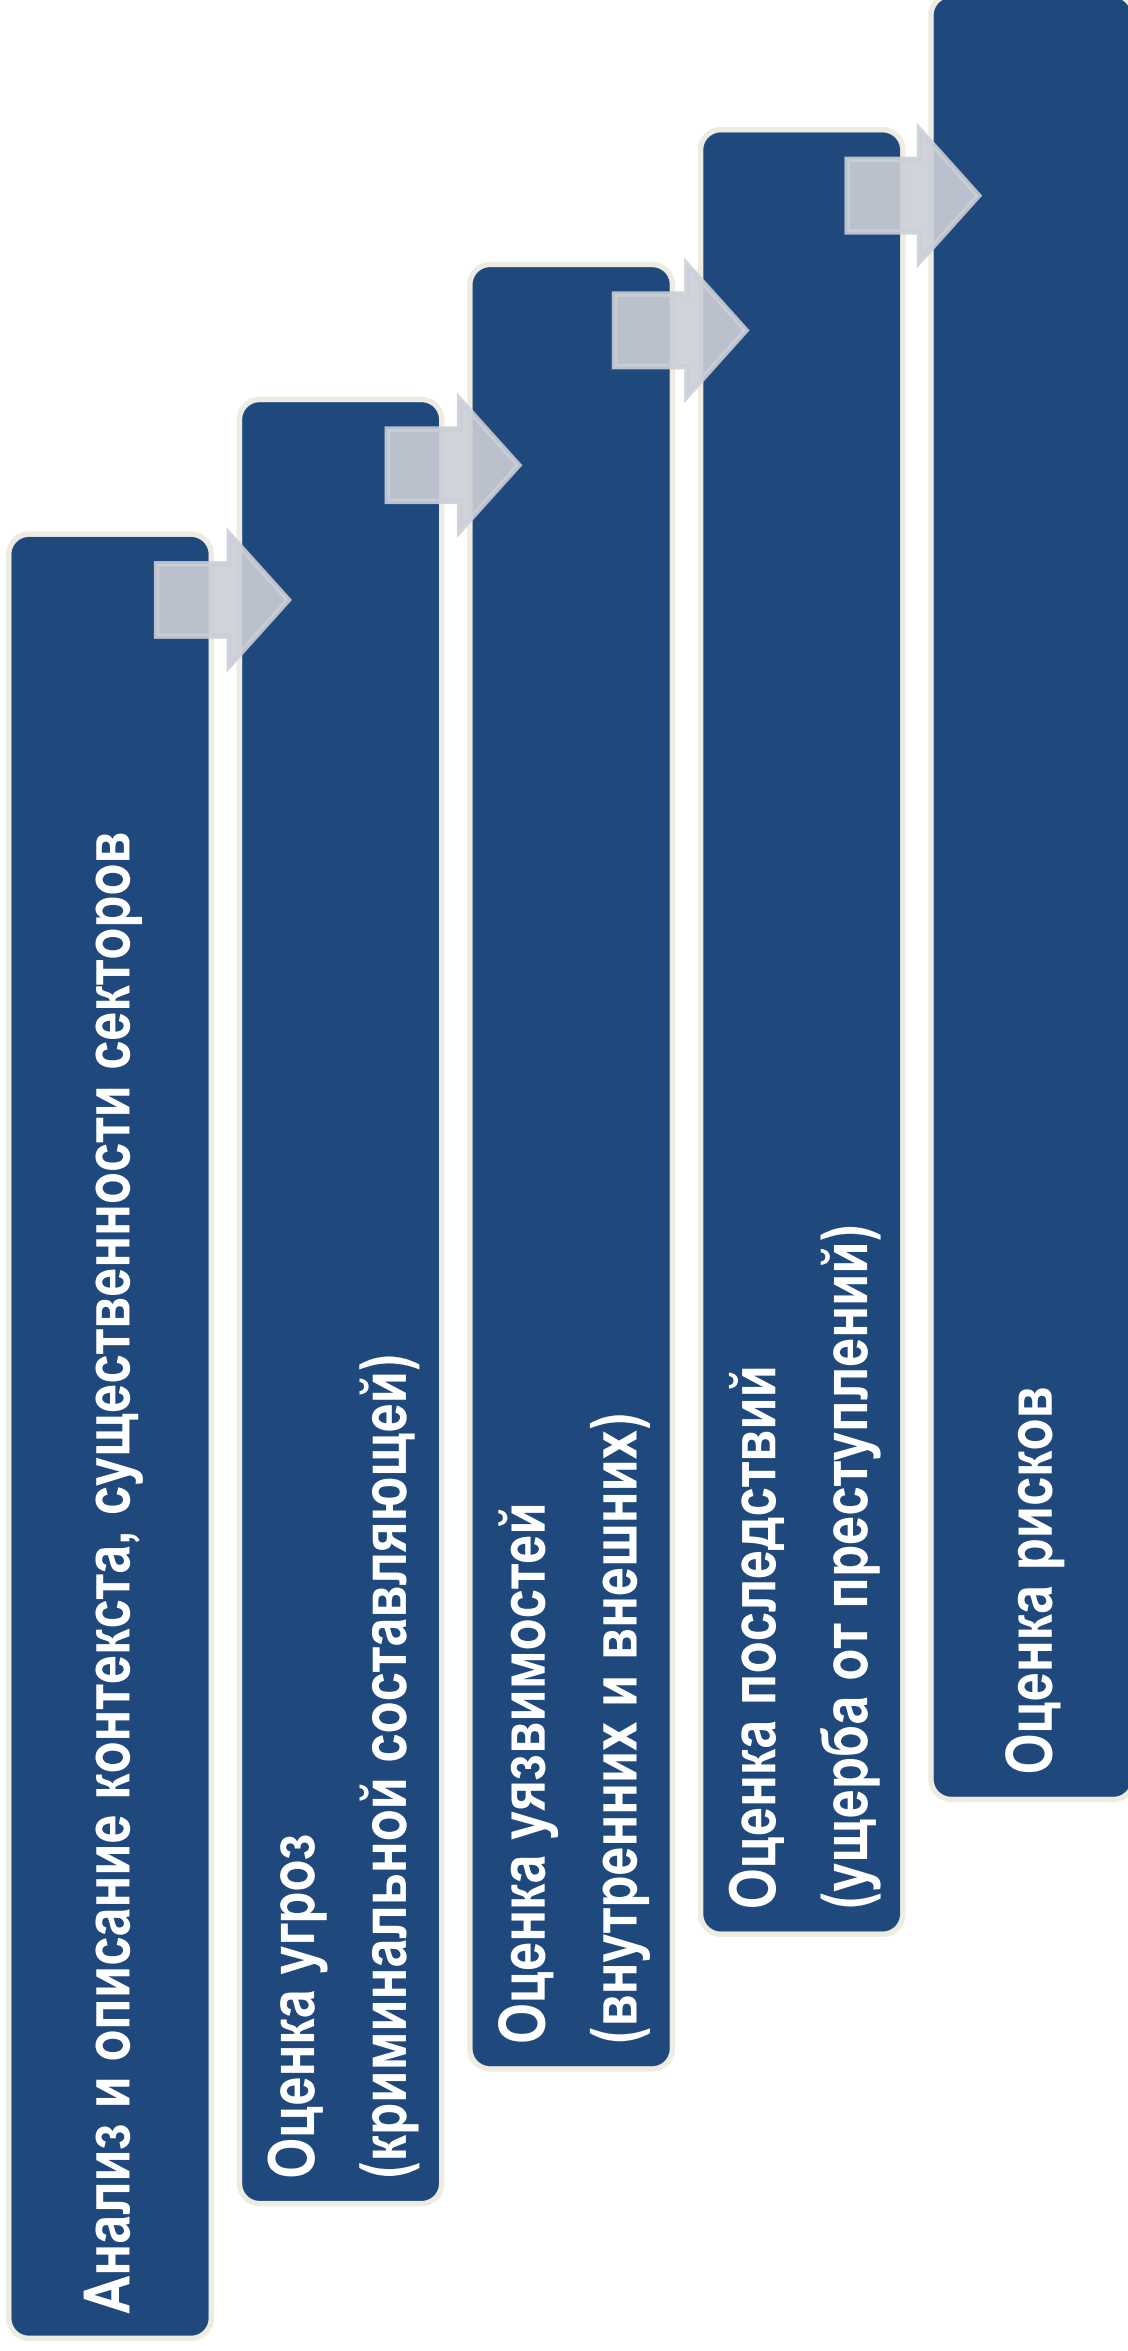 Анализ и описание контекста, существенности секторов
Оценка угроз
(криминальной составляющей)
Оценка уязвимостей
(внутренних и внешних)
Оценка последствий
(ущерба от преступлений)
Оценка рисков